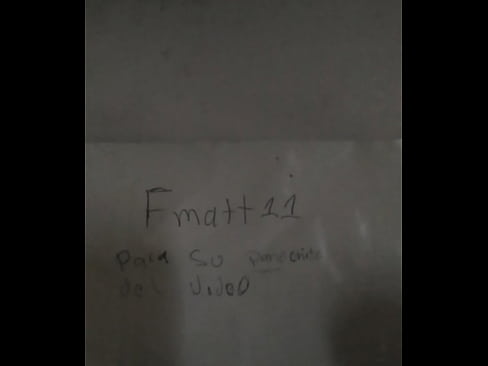 Fmatt11
para su
del video